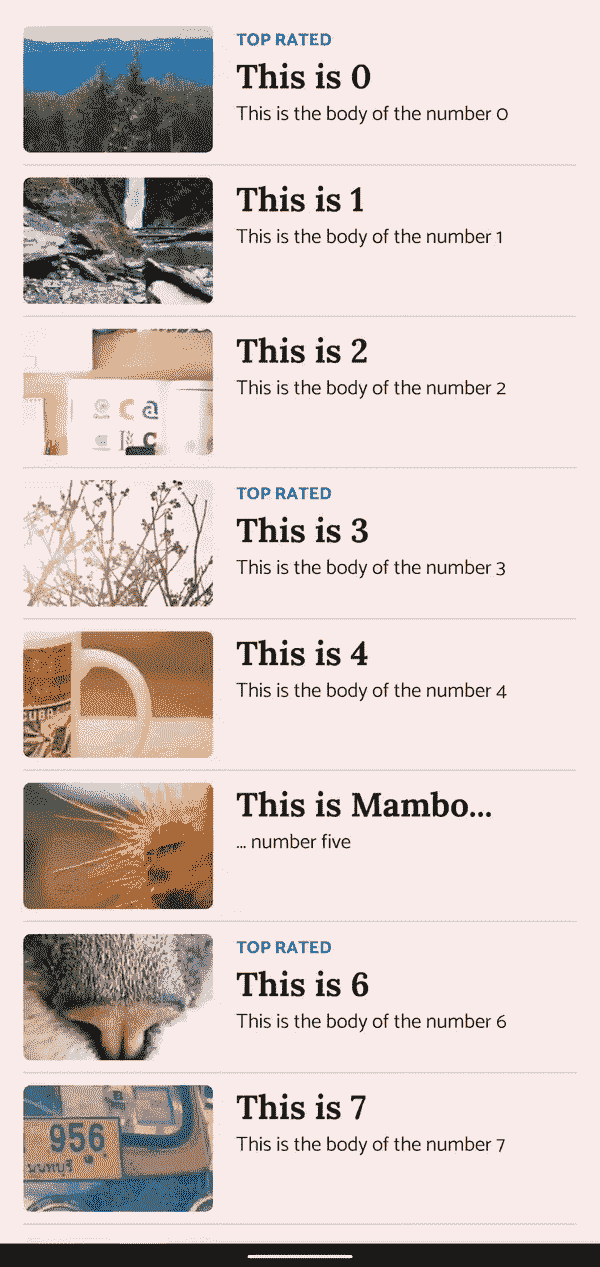 TOP RATED
This is 0
This is the body of the number 0
This is 1
This is the body of the number 1
This is 2
This is the body of the number 2
e c a
c
TOP RATED
This is 3
This is the body of the number 3
This is 4
This is the body of the number 4
CUBA
This is Mambo...
... number five
TOP RATED
This is 6
This is the body of the number 6
This is 7
This is the body of the number 7
956
นนทบุรี